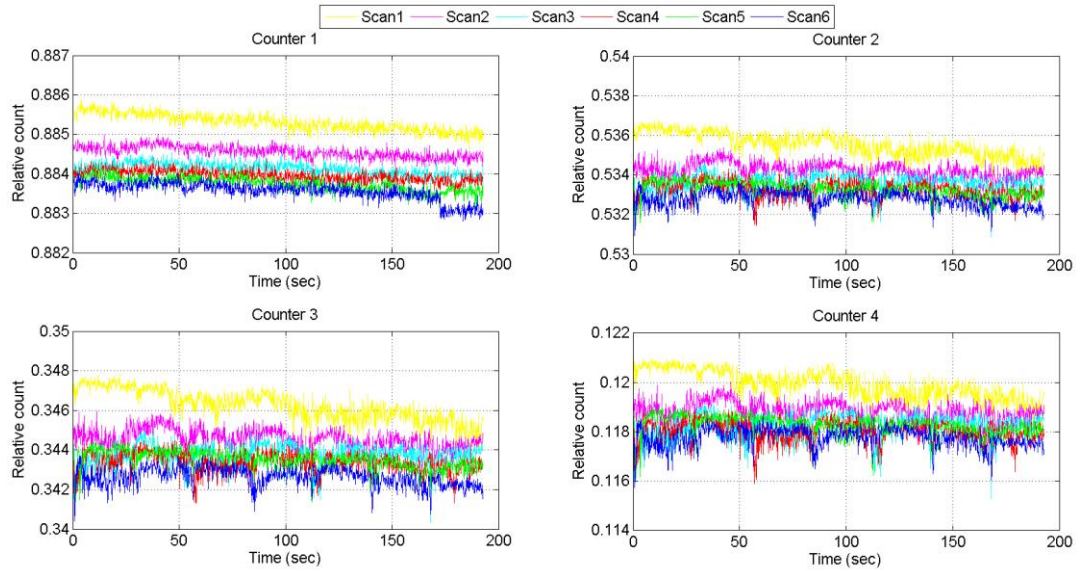 Scan1 Scan2 Scan3 Scan4 Scan5 Scan6
Counter 1
0.887
0.886
0.885
0.884
0.883
0.882
Relative count
0 50 100 150 200
Time (sec)
Counter 2
0.54
0.538
0.536
0.534
0.532
0.53
Relative count
0 50 100 150 200
Time (sec)
Counter 3
0.35
0.348
0.346
0.344
0.342
0.34
Relative count
0 50 100 150 200
Time (sec)
Counter 4
0.122
0.12
0.118
0.116
0.114
Relative count
0 50 100 150 200
Time (sec)